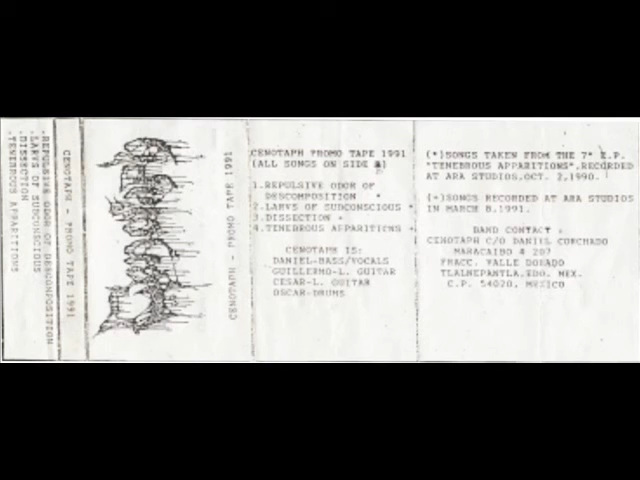 .REPULSIVE ODOR OF DESCOMPOSITION
.LARVS OF SUBCONSCIOUS
.DISSECTION
.TENEBROUS APPARITIONS
CENOTAPH - PROMO TAPE 1991
CENOTAPH
CENOTAPH - PROMO TAPE 1991
CENOTAPH PROMO TAPE 1991
(ALL SONGS ON SIDE )
1.REPULSIVE ODOR OF
DESCOMPOSITION *
2.LARVS OF SUBCONSCIOUS *
3.DISSECTION +
4.TENEBROUS APPARITIONS +
CENOTAPH IS:
DANIEL-BASS/VOCALS
GUILLERMO-L. GUITAR
CESAR-L. GUITAR
OSCAR-DRUMS
(*)SONGS TAKEN FROM THE 7" E.P.
"TENEBROUS APPARITIONS".RECORDED
AT ARA STUDIOS.OCT. 2,1990.
(+)SONGS RECORDED AT ARA STUDIOS
IN MARCH 8.1991.
BAND CONTACT :
CENOTAPH C/O DANIEL CORCHADO
MARACAIBO # 207
FRACC. VALLE DORADO
TLALNEPANTLA,EDO. MEX.
C.P. 54020. MEXICO